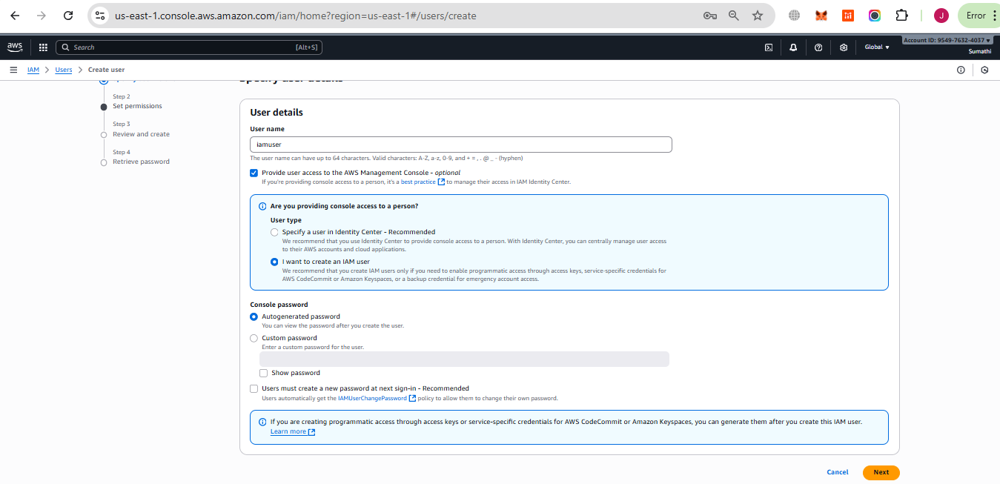 us-east-1.console.aws.amazon.com/iam/home?region=us-east-1#/users/create
J
Error
aws
Search
[Alt+S]
Global
Account ID: 9549-7632-4037
Sumathi
IAM
Users
Create user
Specify user details
Step 2
Set permissions
Step 3
Review and create
Step 4
Retrieve password
User details
User name
iamuser
The user name can have up to 64 characters. Valid characters: A-Z, a-z, 0-9, and + = , . @ _ - (hyphen)
Provide user access to the AWS Management Console - optional
If you're providing console access to a person, it's a best practice to manage their access in IAM Identity Center.
Are you providing console access to a person?
User type
Specify a user in Identity Center - Recommended
We recommend that you use Identity Center to provide console access to a person. With Identity Center, you can centrally manage user access
to their AWS accounts and cloud applications.
I want to create an IAM user
We recommend that you create IAM users only if you need to enable programmatic access through access keys, service-specific credentials for
AWS CodeCommit or Amazon Keyspaces, or a backup credential for emergency account access.
Console password
Autogenerated password
You can view the password after you create the user.
Custom password
Enter a custom password for the user.
Show password
Users must create a new password at next sign-in - Recommended
Users automatically get the IAMUserChangePassword policy to allow them to change their own password.
If you are creating programmatic access through access keys or service-specific credentials for AWS CodeCommit or Amazon Keyspaces, you can generate them after you create this IAM user.
Learn more
Cancel
Next